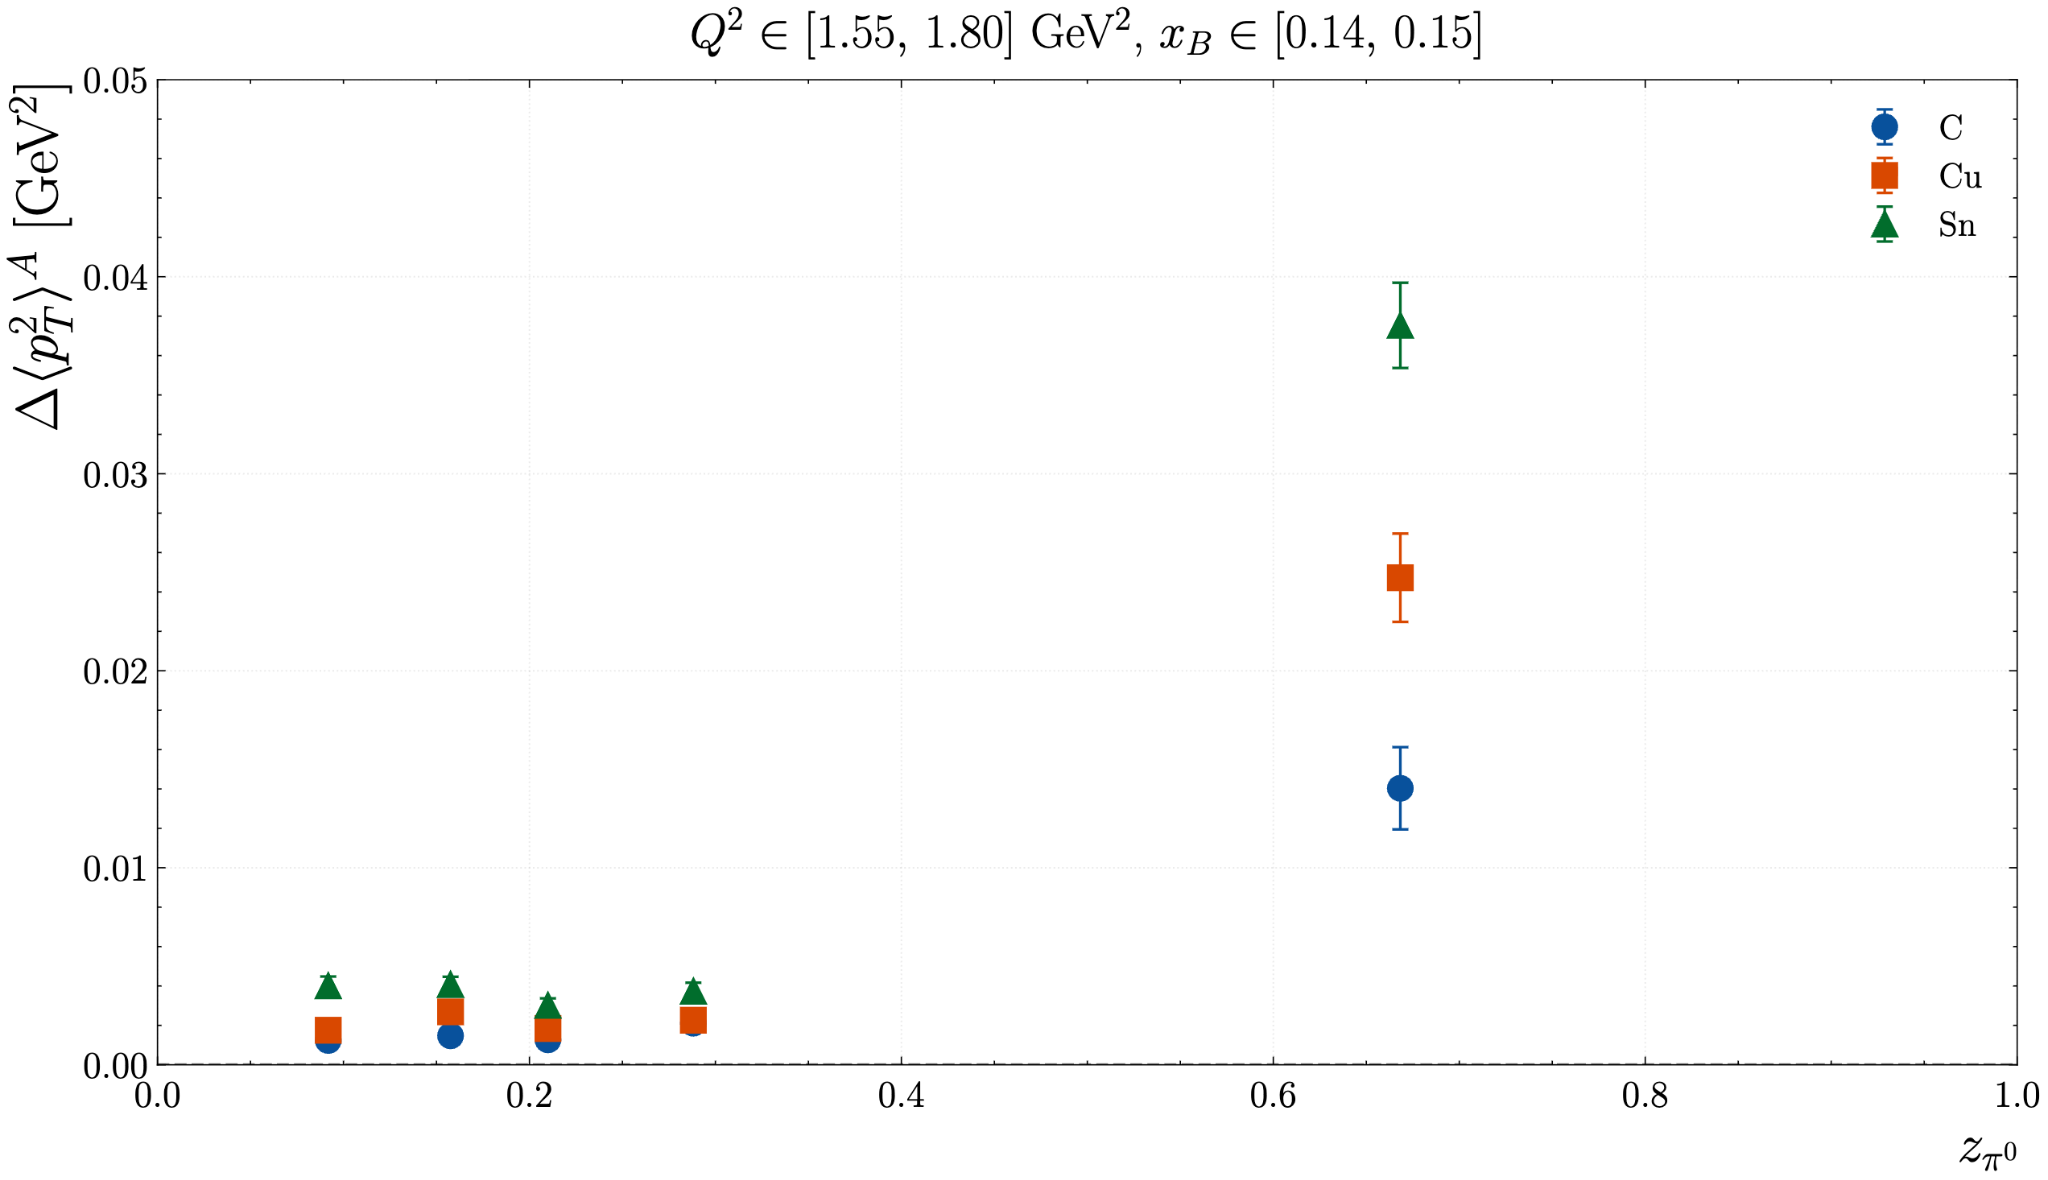 Q² ∈ [1.55, 1.80] GeV², x_B ∈ [0.14, 0.15]
Δ⟨p_T²⟩^A [GeV²]
0.05
0.04
0.03
0.02
0.01
0.00
C
Cu
Sn
0.0 0.2 0.4 0.6 0.8 1.0
z_π⁰